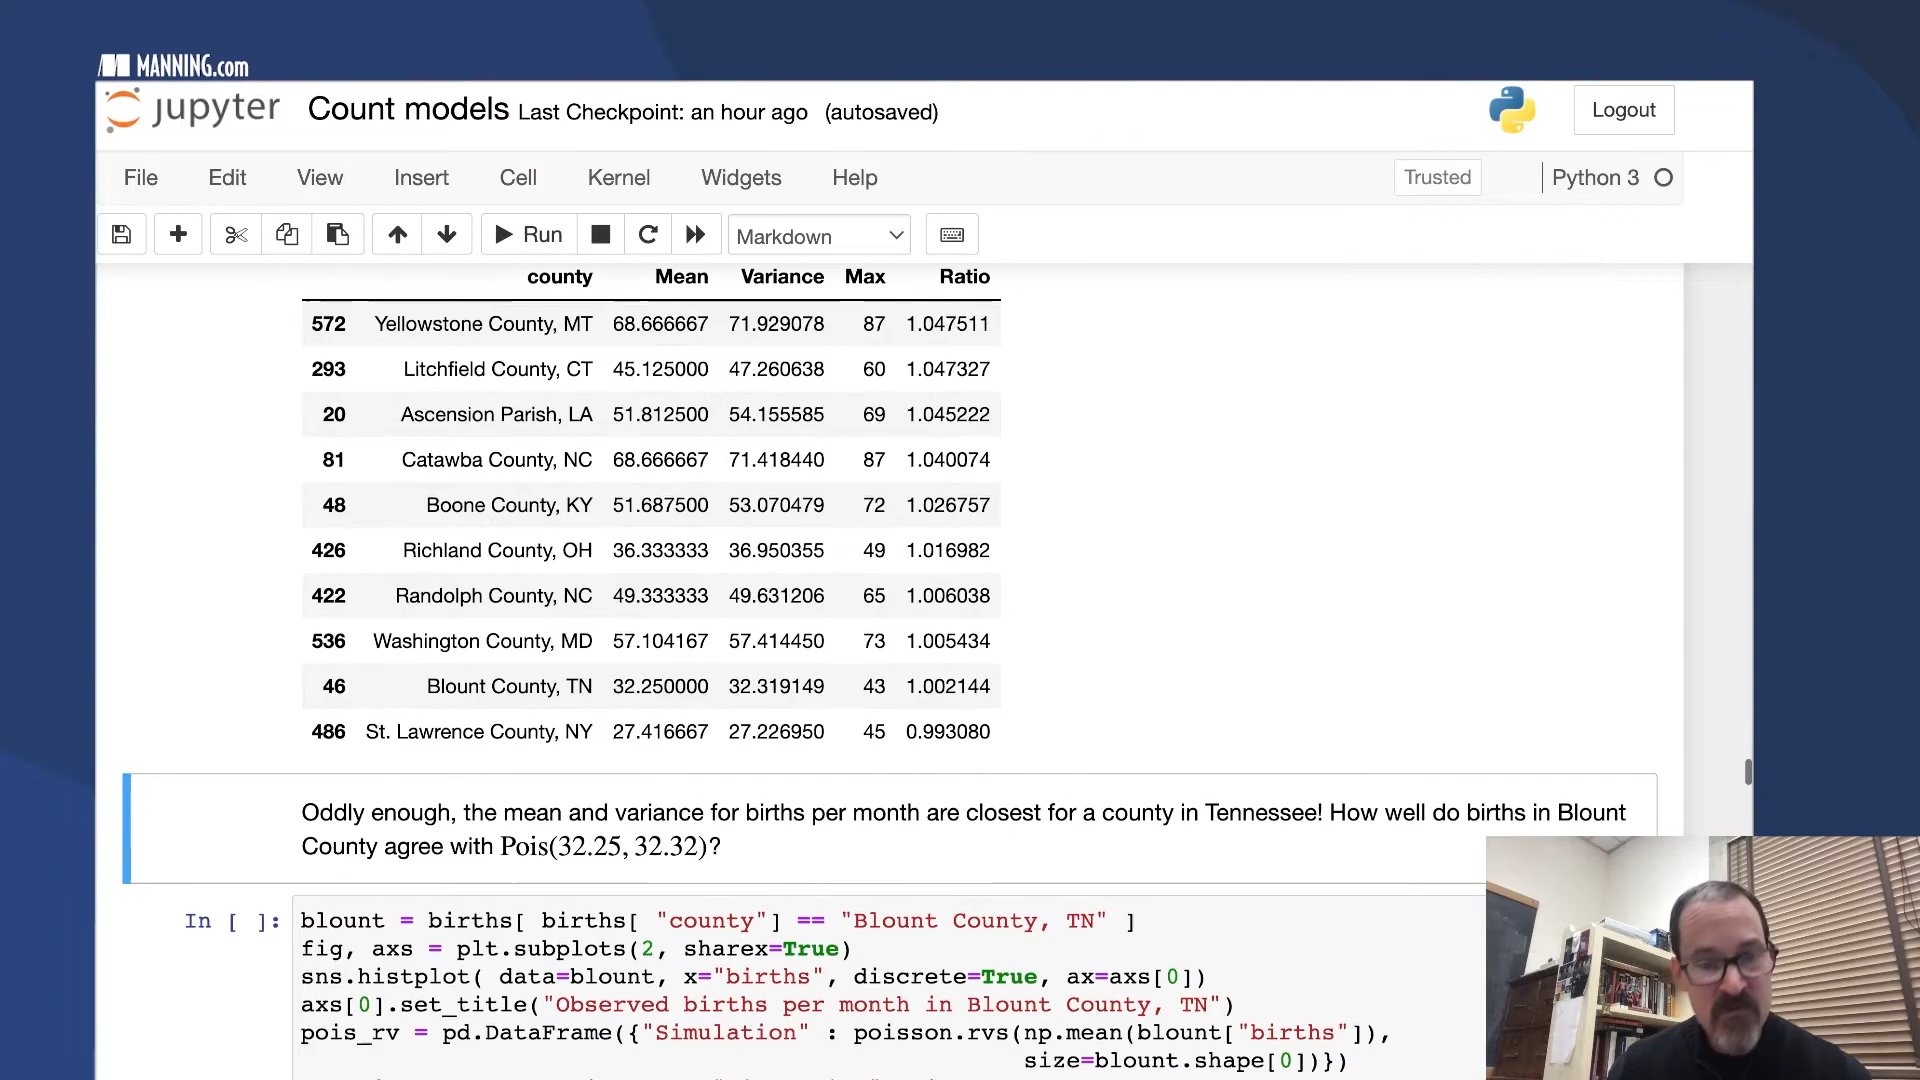 MANNING.com
jupyter Count models Last Checkpoint: an hour ago (autosaved) Logout
File Edit View Insert Cell Kernel Widgets Help Trusted Python 3
Run Markdown
county Mean Variance Max Ratio
572 Yellowstone County, MT 68.666667 71.929078 87 1.047511
293 Litchfield County, CT 45.125000 47.260638 60 1.047327
20 Ascension Parish, LA 51.812500 54.155585 69 1.045222
81 Catawba County, NC 68.666667 71.418440 87 1.040074
48 Boone County, KY 51.687500 53.070479 72 1.026757
426 Richland County, OH 36.333333 36.950355 49 1.016982
422 Randolph County, NC 49.333333 49.631206 65 1.006038
536 Washington County, MD 57.104167 57.414450 73 1.005434
46 Blount County, TN 32.250000 32.319149 43 1.002144
486 St. Lawrence County, NY 27.416667 27.226950 45 0.993080
Oddly enough, the mean and variance for births per month are closest for a county in Tennessee! How well do births in Blount
County agree with Pois(32.25, 32.32)?
In [ ]: blount = births[ births[ "county"] == "Blount County, TN" ]
fig, axs = plt.subplots(2, sharex=True)
sns.histplot( data=blount, x="births", discrete=True, ax=axs[0])
axs[0].set_title("Observed births per month in Blount County, TN")
pois_rv = pd.DataFrame({"Simulation" : poisson.rvs(np.mean(blount["births"]),
size=blount.shape[0])})